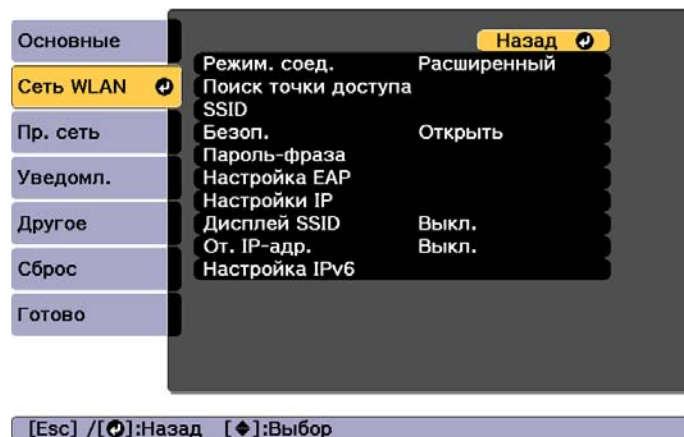 Основные
Сеть WLAN
Пр. сеть
Уведомл.
Другое
Сброс
Готово
Назад
Режим. соед. Расширенный
Поиск точки доступа
SSID
Безоп. Открыть
Пароль-фраза
Настройка EAP
Настройки IP
Дисплей SSID Выкл.
От. IP-адр. Выкл.
Настройка IPv6
[Esc] /[ ]:Назад [ ]:Выбор